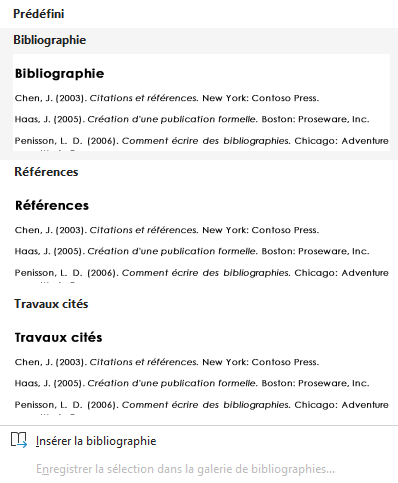 Prédéfini
Bibliographie
Bibliographie
Chen, J. (2003). Citations et références. New York: Contoso Press.
Haas, J. (2005). Création d'une publication formelle. Boston: Proseware, Inc.
Penisson, L. D. (2006). Comment écrire des bibliographies. Chicago: Adventure
Références
Références
Chen, J. (2003). Citations et références. New York: Contoso Press.
Haas, J. (2005). Création d'une publication formelle. Boston: Proseware, Inc.
Penisson, L. D. (2006). Comment écrire des bibliographies. Chicago: Adventure
Travaux cités
Travaux cités
Chen, J. (2003). Citations et références. New York: Contoso Press.
Haas, J. (2005). Création d'une publication formelle. Boston: Proseware, Inc.
Penisson, L. D. (2006). Comment écrire des bibliographies. Chicago: Adventure
Insérer la bibliographie
Enregistrer la sélection dans la galerie de bibliographies...